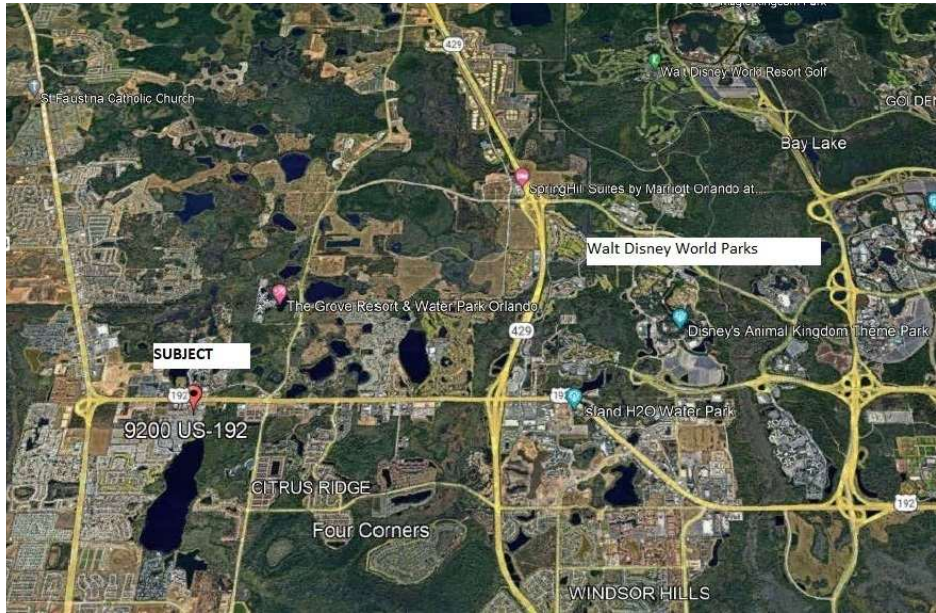 Magic Kingdom Park
429
Walt Disney World Resort Golf
St Faustina Catholic Church
GOLDEN
Bay Lake
SpringHill Suites by Marriott Orlando at...
Walt Disney World Parks
The Grove Resort & Water Park Orlando
429
Disney's Animal Kingdom Theme Park
SUBJECT
192
192
Island H2O Water Park
9200 US-192
CITRUS RIDGE
192
Four Corners
WINDSOR HILLS